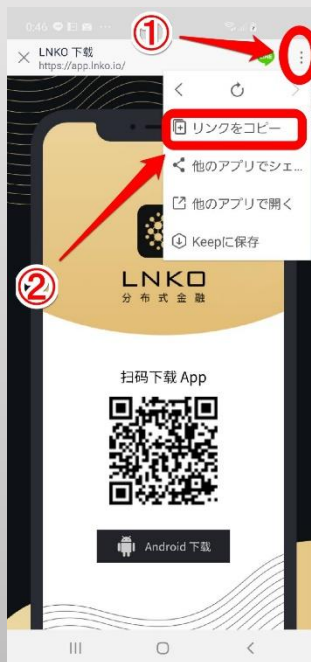 0:46
①
LNKO 下载
https://app.lnko.io/
リンクをコピー
他のアプリでシェ...
他のアプリで開く
Keepに保存
②
LNKO
分布式金融
扫码下载 App
Android 下载